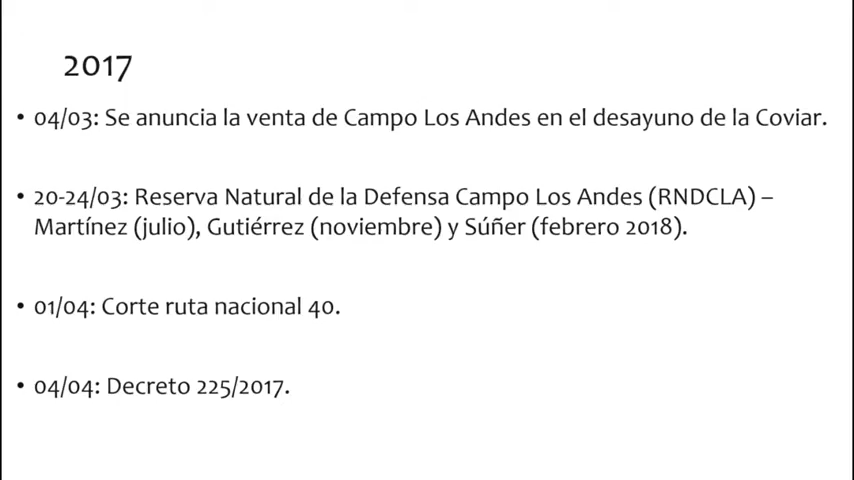 2017
• 04/03: Se anuncia la venta de Campo Los Andes en el desayuno de la Coviar.
• 20-24/03: Reserva Natural de la Defensa Campo Los Andes (RNDCLA) –
Martínez (julio), Gutiérrez (noviembre) y Súñer (febrero 2018).
• 01/04: Corte ruta nacional 40.
• 04/04: Decreto 225/2017.